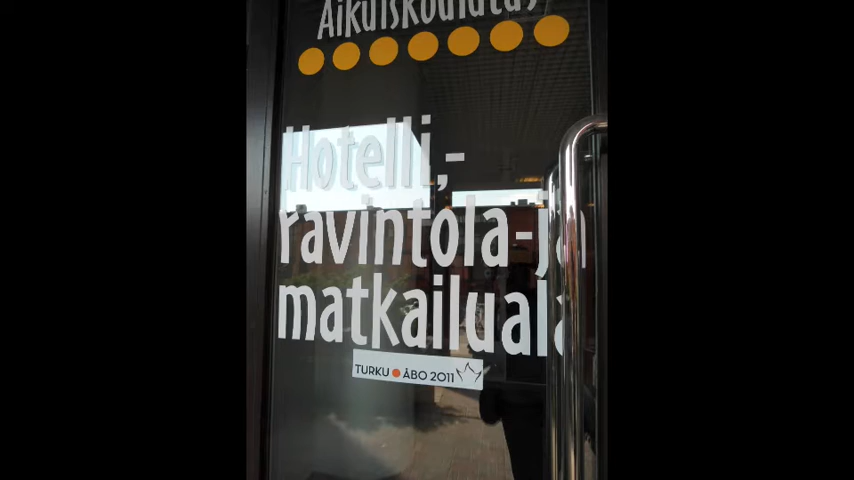 Aikuiskoulutus
Hotelli,-
ravintola-ja
matkailuala
TURKU ÅBO 2011